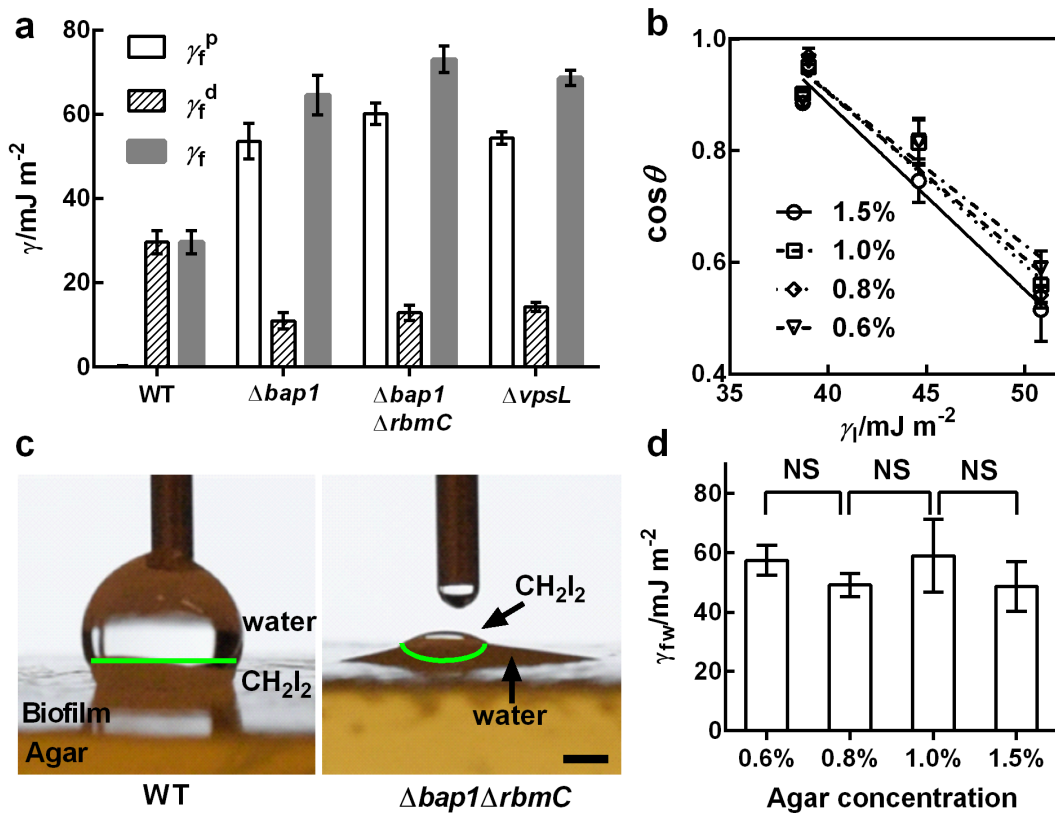 a
80
60
40
20
0
γ/mJ m-2
γfp
γfd
γf
WT
Δbap1
Δbap1
ΔrbmC
ΔvpsL
b
1.0
0.8
0.6
0.4
cosθ
1.5%
1.0%
0.8%
0.6%
35
40
45
50
γl/mJ m-2
c
water
CH2I2
Biofilm
Agar
WT
CH2I2
water
Δbap1ΔrbmC
d
NS
NS
NS
80
60
40
20
0
γfw/mJ m-2
0.6%
0.8%
1.0%
1.5%
Agar concentration